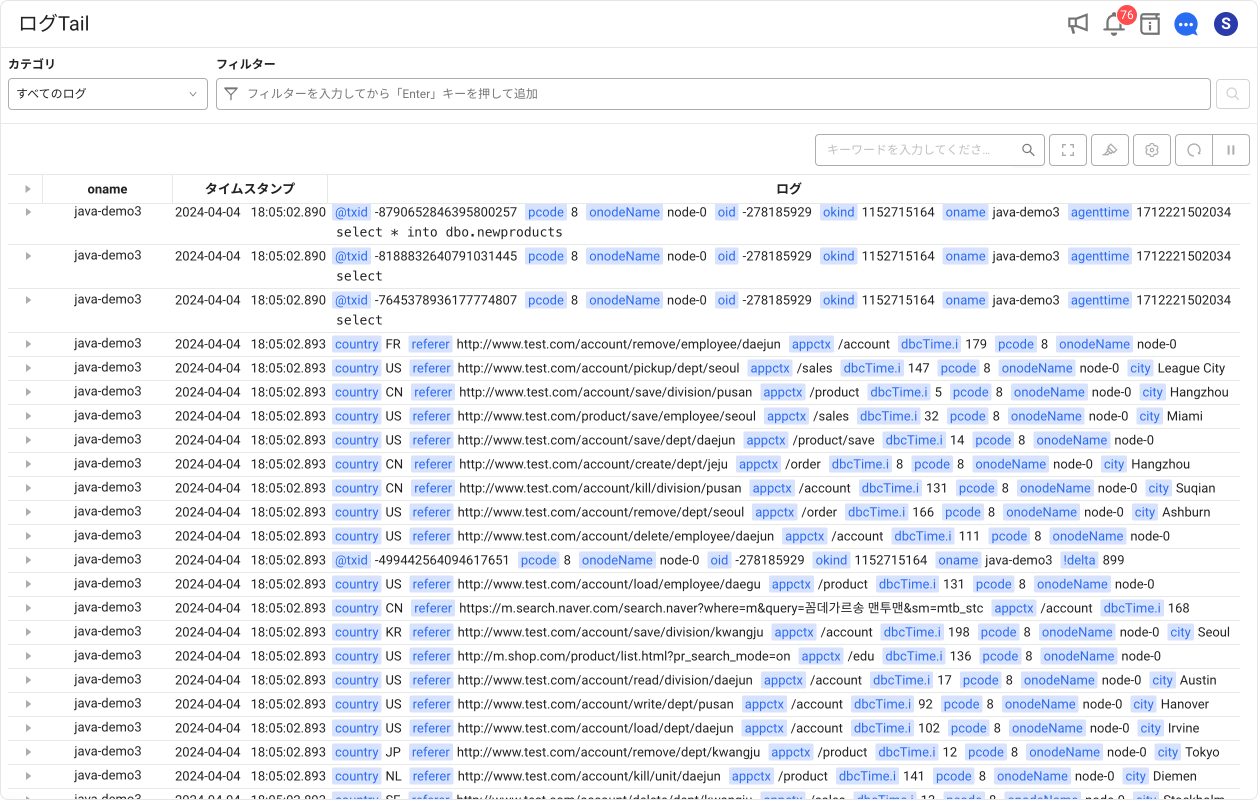 ログTail
76
S
カテゴリ フィルター
すべてのログ フィルターを入力してから「Enter」キーを押して追加
キーワードを入力してくださ...
oname タイムスタンプ ログ
java-demo3 2024-04-04 18:05:02.890 @txid -8790652846395800257 pcode 8 onodeName node-0 oid -278185929 okind 1152715164 oname java-demo3 agenttime 1712221502034
select * into dbo.newproducts
java-demo3 2024-04-04 18:05:02.890 @txid -8188832640791031445 pcode 8 onodeName node-0 oid -278185929 okind 1152715164 oname java-demo3 agenttime 1712221502034
select
java-demo3 2024-04-04 18:05:02.890 @txid -7645378936177774807 pcode 8 onodeName node-0 oid -278185929 okind 1152715164 oname java-demo3 agenttime 1712221502034
select
java-demo3 2024-04-04 18:05:02.893 country FR referer http://www.test.com/account/remove/employee/daejun appctx /account dbcTime.i 179 pcode 8 onodeName node-0
java-demo3 2024-04-04 18:05:02.893 country US referer http://www.test.com/account/pickup/dept/seoul appctx /sales dbcTime.i 147 pcode 8 onodeName node-0 city League City
java-demo3 2024-04-04 18:05:02.893 country CN referer http://www.test.com/account/save/division/pusan appctx /product dbcTime.i 5 pcode 8 onodeName node-0 city Hangzhou
java-demo3 2024-04-04 18:05:02.893 country US referer http://www.test.com/product/save/employee/seoul appctx /sales dbcTime.i 32 pcode 8 onodeName node-0 city Miami
java-demo3 2024-04-04 18:05:02.893 country US referer http://www.test.com/account/save/dept/daejun appctx /product/save dbcTime.i 14 pcode 8 onodeName node-0
java-demo3 2024-04-04 18:05:02.893 country CN referer http://www.test.com/account/create/dept/jeju appctx /order dbcTime.i 8 pcode 8 onodeName node-0 city Hangzhou
java-demo3 2024-04-04 18:05:02.893 country CN referer http://www.test.com/account/kill/division/pusan appctx /account dbcTime.i 131 pcode 8 onodeName node-0 city Suqian
java-demo3 2024-04-04 18:05:02.893 country US referer http://www.test.com/account/remove/dept/seoul appctx /order dbcTime.i 166 pcode 8 onodeName node-0 city Ashburn
java-demo3 2024-04-04 18:05:02.893 country US referer http://www.test.com/account/delete/employee/daejun appctx /account dbcTime.i 111 pcode 8 onodeName node-0
java-demo3 2024-04-04 18:05:02.893 @txid -499442564094617651 pcode 8 onodeName node-0 oid -278185929 okind 1152715164 oname java-demo3 !delta 899
java-demo3 2024-04-04 18:05:02.893 country US referer http://www.test.com/account/load/employee/daegu appctx /product dbcTime.i 131 pcode 8 onodeName node-0
java-demo3 2024-04-04 18:05:02.893 country CN referer https://m.search.naver.com/search.naver?where=m&query=꼼데가르송 맨투맨&sm=mtb_stc appctx /account dbcTime.i 168
java-demo3 2024-04-04 18:05:02.893 country KR referer http://www.test.com/account/save/division/kwangju appctx /account dbcTime.i 198 pcode 8 onodeName node-0 city Seoul
java-demo3 2024-04-04 18:05:02.893 country US referer http://m.shop.com/product/list.html?pr_search_mode=on appctx /edu dbcTime.i 136 pcode 8 onodeName node-0
java-demo3 2024-04-04 18:05:02.893 country US referer http://www.test.com/account/read/division/daejun appctx /account dbcTime.i 17 pcode 8 onodeName node-0 city Austin
java-demo3 2024-04-04 18:05:02.893 country US referer http://www.test.com/account/write/dept/pusan appctx /account dbcTime.i 92 pcode 8 onodeName node-0 city Hanover
java-demo3 2024-04-04 18:05:02.893 country US referer http://www.test.com/account/load/dept/daejun appctx /account dbcTime.i 102 pcode 8 onodeName node-0 city Irvine
java-demo3 2024-04-04 18:05:02.893 country JP referer http://www.test.com/account/remove/dept/kwangju appctx /product dbcTime.i 12 pcode 8 onodeName node-0 city Tokyo
java-demo3 2024-04-04 18:05:02.893 country NL referer http://www.test.com/account/kill/unit/daejun appctx /product dbcTime.i 141 pcode 8 onodeName node-0 city Diemen